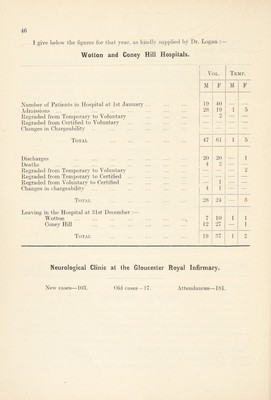 46
I give below the figures for that year, as kindly supplied by Dr. Logan :—
Wotton and Coney Hill Hospitals.
VOL. TEMP.
M F M F
Number of Patients in Hospital at 1st January ... 19 40 — —
Admissions 28 19 1 5
Regraded from Temporary to Voluntary — 2 — —
Regraded from Certified to Voluntary — — — —
Changes in Chargeability — — — —
TOTAL 47 61 1 5
Discharges 20 20 — 1
Deaths 4 2 — —
Regraded from Temporary to Voluntary — — — 2
Regraded from Temporary to Certified — — — —
Regraded from Voluntary to Certified — 1 — —
Changes in chargeability 4 1 — —
TOTAL 28 24 — 3
Leaving in the Hospital at 31st December :—
Wotton 7 10 1 1
Coney Hill 12 27 — 1
TOTAL 19 37 1 2
Neurological Clinic at the Gloucester Royal Infirmary.
New cases—103. Old cases—17. Attendances—181.